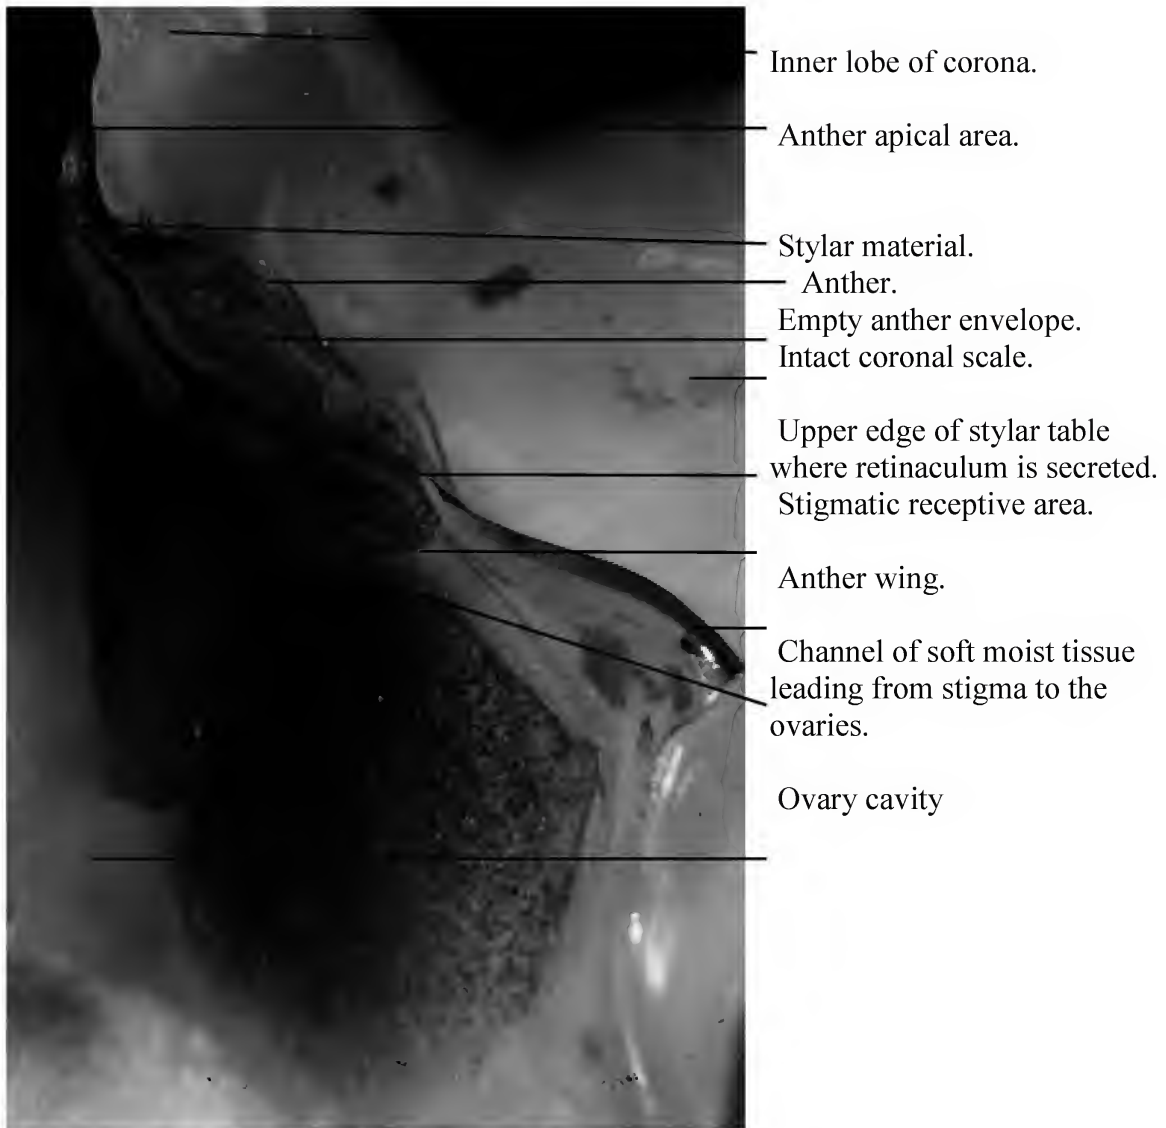 Inner lobe of corona.
Anther apical area.
Stylar material.
Anther.
Empty anther envelope.
Intact coronal scale.
Upper edge of stylar table
where retinaculum is secreted.
Stigmatic receptive area.
Anther wing.
Channel of soft moist tissue
leading from stigma to the
ovaries.
Ovary cavity